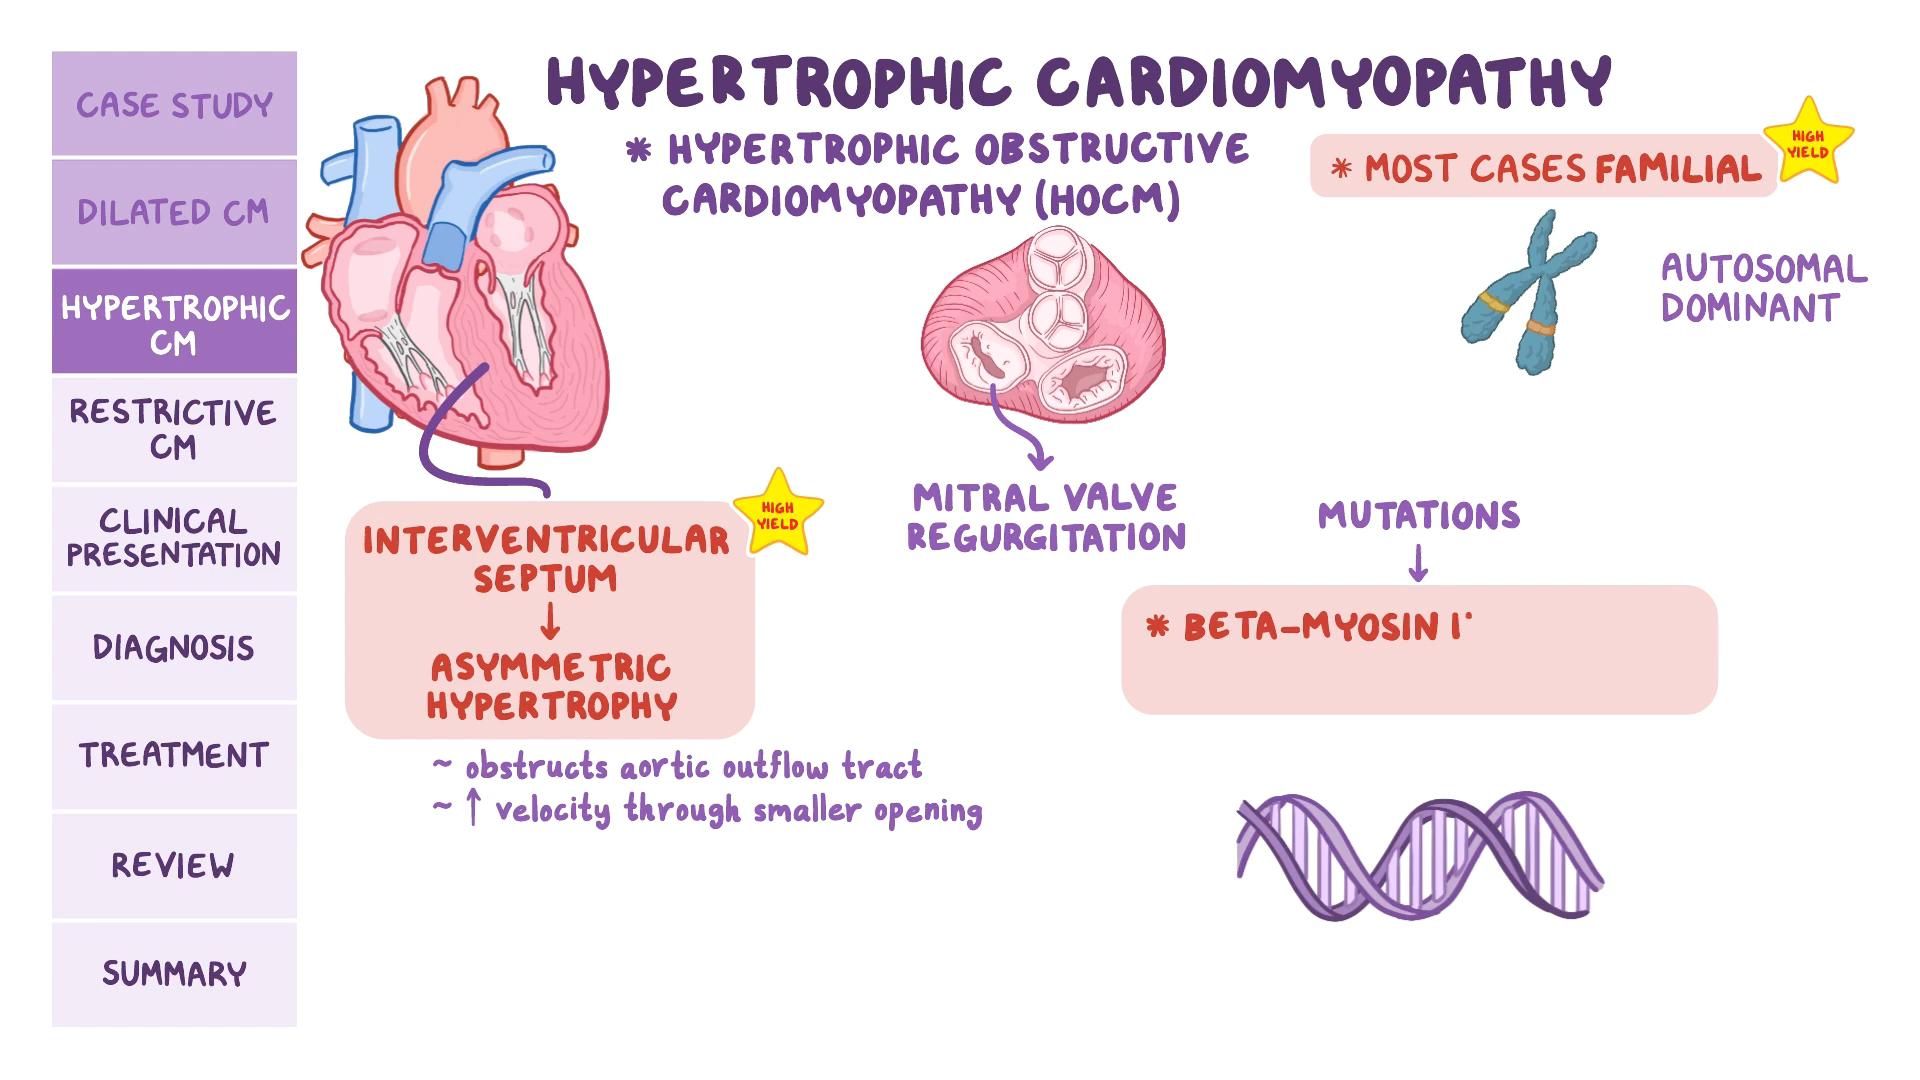 CASE STUDY
DILATED CM
HYPERTROPHIC
CM
RESTRICTIVE
CM
CLINICAL
PRESENTATION
DIAGNOSIS
TREATMENT
REVIEW
SUMMARY
HYPERTROPHIC CARDIOMYOPATHY
* HYPERTROPHIC OBSTRUCTIVE
CARDIOMYOPATHY (HOCM)
* MOST CASES FAMILIAL
HIGH
YIELD
AUTOSOMAL
DOMINANT
INTERVENTRICULAR
SEPTUM
↓
ASYMMETRIC
HYPERTROPHY
HIGH
YIELD
~ obstructs aortic outflow tract
~ ↑ velocity through smaller opening
MITRAL VALVE
REGURGITATION
MUTATIONS
↓
* BETA-MYOSIN